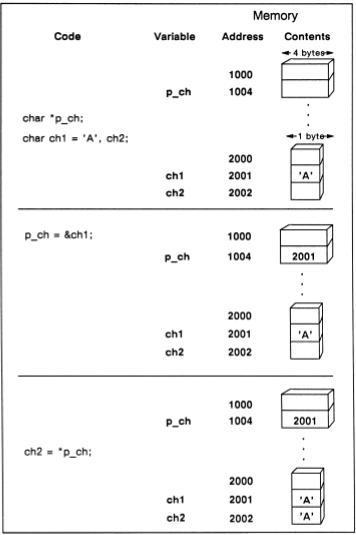 Memory
Code Variable Address Contents
4 bytes
1000
p_ch 1004
char *p_ch;
char ch1 = 'A', ch2;
1 byte
2000
ch1 2001 'A'
ch2 2002
p_ch = &ch1;
1000
p_ch 1004 2001
2000
ch1 2001 'A'
ch2 2002
1000
p_ch 1004 2001
ch2 = *p_ch;
2000
ch1 2001 'A'
ch2 2002 'A'